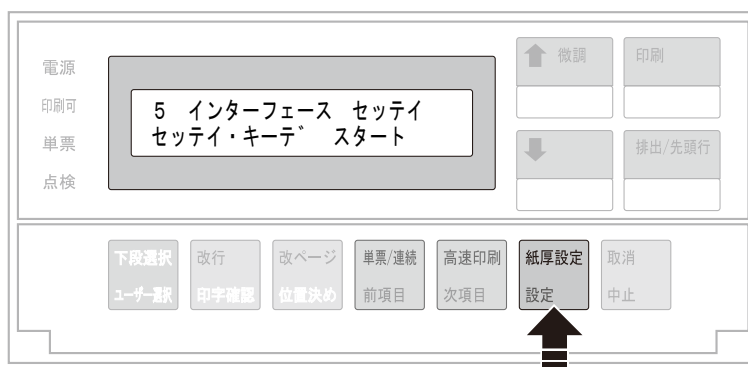 電源
印刷可
単票
点検
5 インターフェース セッテイ
セッテイ・キーデ゛ スタート
微調
印刷
排出/先頭行
下段選択
ユーザー選択
改行
印字確認
改ページ
位置決め
単票/連続
前項目
高速印刷
次項目
紙厚設定
設定
取消
中止